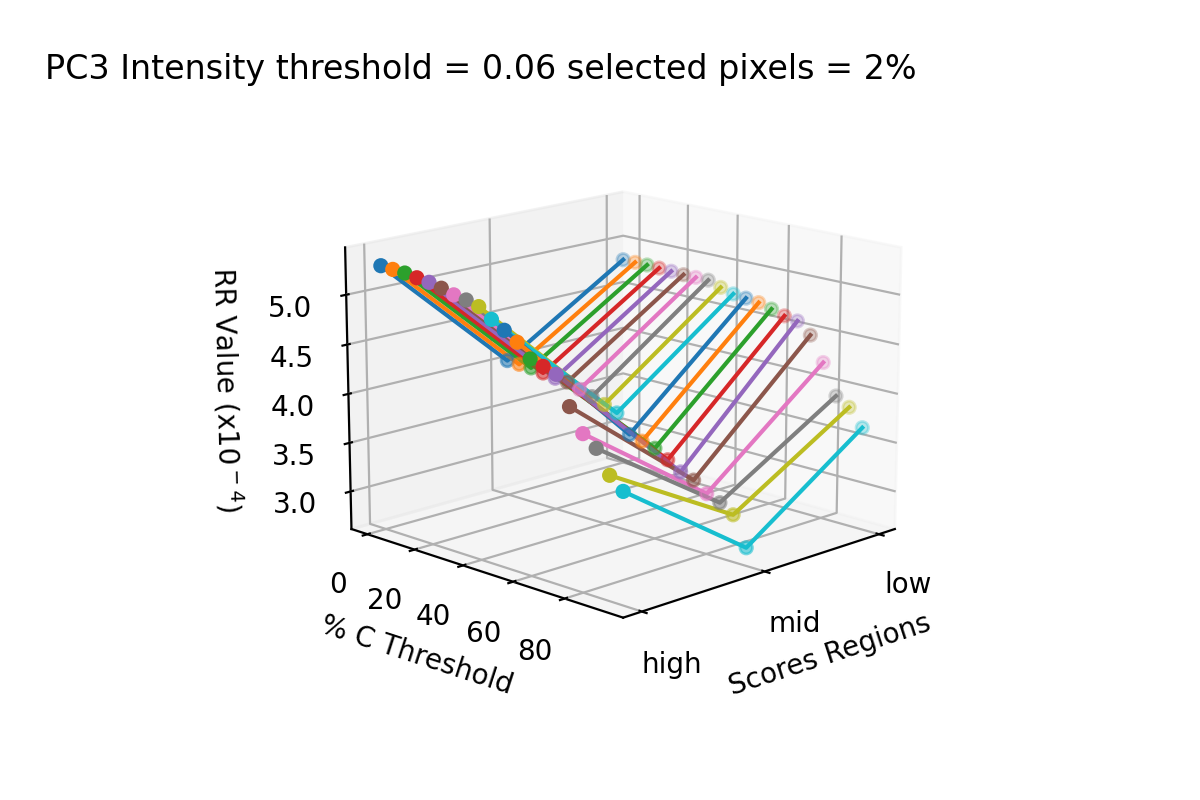 PC3 Intensity threshold = 0.06 selected pixels = 2%
RR Value (x10⁻⁴)
5.0
4.5
4.0
3.5
3.0
0
20
40
60
80
% C Threshold
high
mid
low
Scores Regions